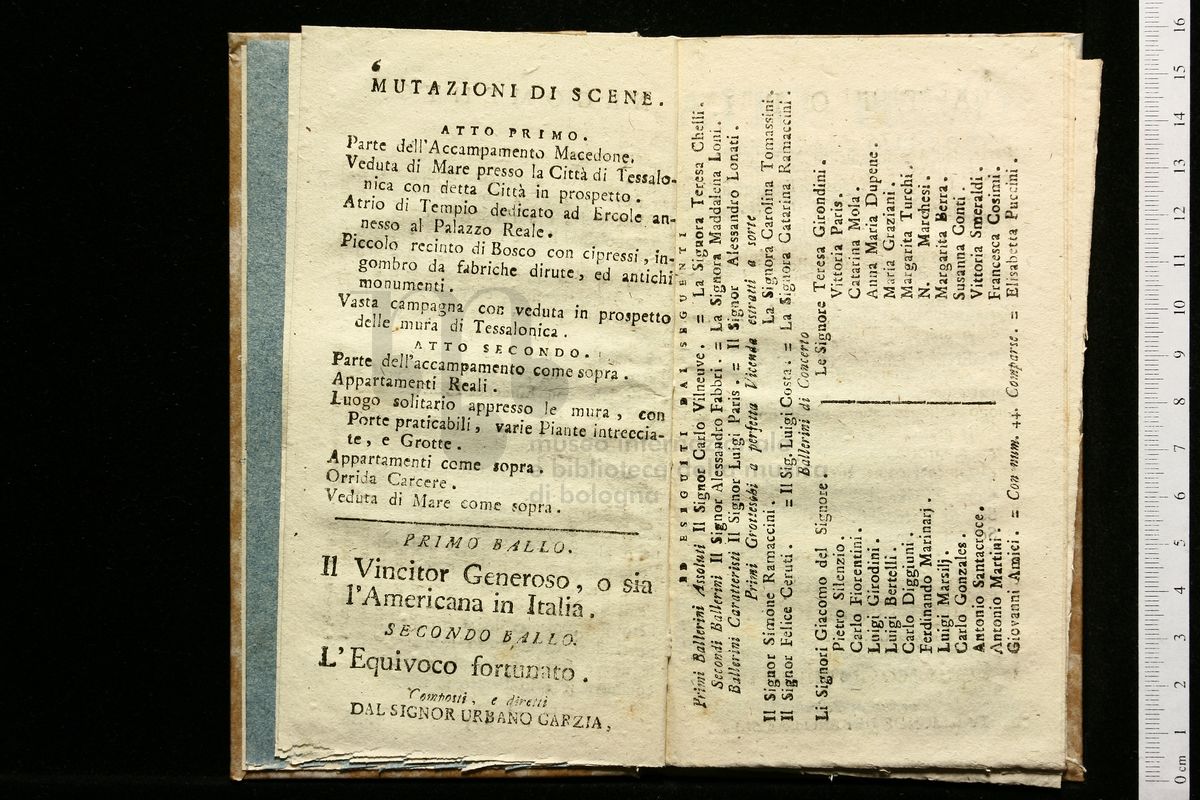 6
MUTAZIONI DI SCENE.
ATTO PRIMO.
Parte dell'Accampamento Macedone.
Veduta di Mare presso la Città di Tessalo-
nica con detta Città in prospetto.
Atrio di Tempio dedicato ad Ercole an-
nesso al Palazzo Reale.
Piccolo recinto di Bosco con cipressi, in-
gombro da fabriche dirute, ed antichi
monumenti.
Vasta campagna con veduta in prospetto
delle mura di Tessalonica.
ATTO SECONDO.
Parte dell'accampamento come sopra.
Appartamenti Reali.
Luogo solitario appresso le mura, con
Porte praticabili, varie Piante intreccia-
te, e Grotte.
Appartamenti come sopra.
Orrida Carcere.
Veduta di Mare come sopra.
PRIMO BALLO.
Il Vincitor Generoso, o sia
l'Americana in Italia.
SECONDO BALLO.
L'Equivoco fortunato.
Composti, e diretti
DAL SIGNOR URBANO GARZIA,
ED ESEGUITI DAI SEGUENTI
Primi Ballerini Assoluti Il Signor Carlo Vilneuve. = La Signora Teresa Chelli.
Secondi Ballerini Il Signor Alessandro Fabbri. = La Signora Maddalena Loni.
Ballerini Caratteristi Il Signor Luigi Paris. = Il Signor Alessandro Lonati.
Primi Grotteschi a perfetta Vicenda estratti a sorte
Il Signor Simone Ramaccini. La Signora Carolina Tomassini.
Il Signor Felice Ceruti. = Il Sig. Luigi Costa. = La Signora Catarina Ramaccini.
Ballerini di Concerto
Li Signori Giacomo del Signore
Pietro Silenzio.
Carlo Fiorentini.
Luigi Girodini.
Luigi Bertelli.
Carlo Diggiuni.
Ferdinando Marinarj.
Luigi Marsilj.
Carlo Gonzales.
Antonio Santacroce.
Antonio Martini.
Giovanni Amici.
Le Signore Teresa Girondini.
Vittoria Paris.
Catarina Mola.
Anna Maria Dupene.
Maria Graziani.
Margarita Turchi.
N. Marchesi.
Margarita Berra.
Susanna Conti.
Vittoria Smeraldi.
Francesca Cosimi.
Elisabetta Puccini.
= Con num. 44. Comparse. =
museo internazionale
e biblioteca della musica
di bologna
0 cm 1 2 3 4 5 6 7 8 9 10 11 12 13 14 15 16